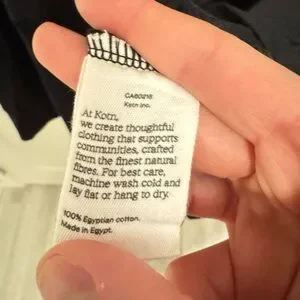 CA60216
Kotn Inc.
At Kotn,
we create thoughtful
clothing that supports
communities, crafted
from the finest natural
fibres. For best care,
machine wash cold and
lay flat or hang to dry.
100% Egyptian cotton.
Made in Egypt.